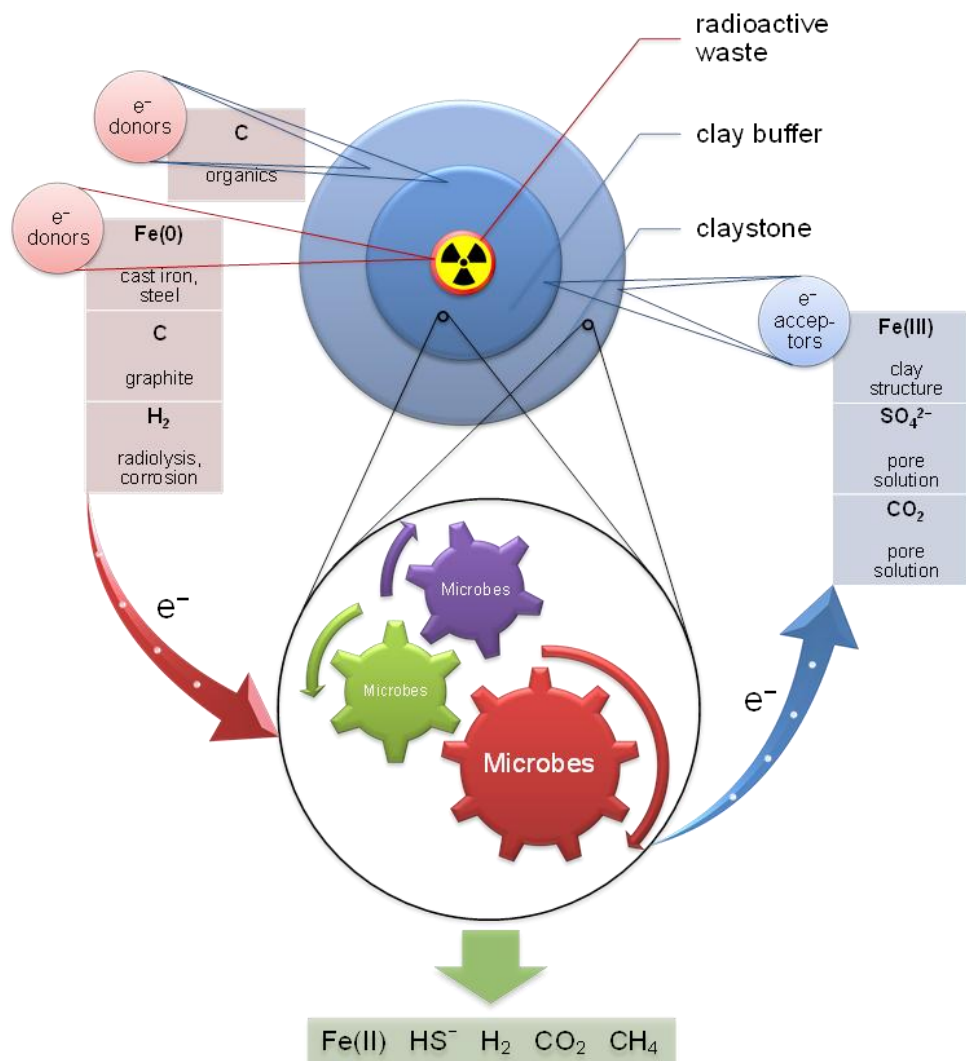 radioactive
waste
clay buffer
claystone
e⁻
donors
C
organics
e⁻
donors
Fe(0)
cast iron,
steel
C
graphite
H₂
radiolysis,
corrosion
e⁻
accep-
tors
Fe(III)
clay
structure
SO₄²⁻
pore
solution
CO₂
pore
solution
e⁻
Microbes
Microbes
Microbes
e⁻
Fe(II) HS⁻ H₂ CO₂ CH₄